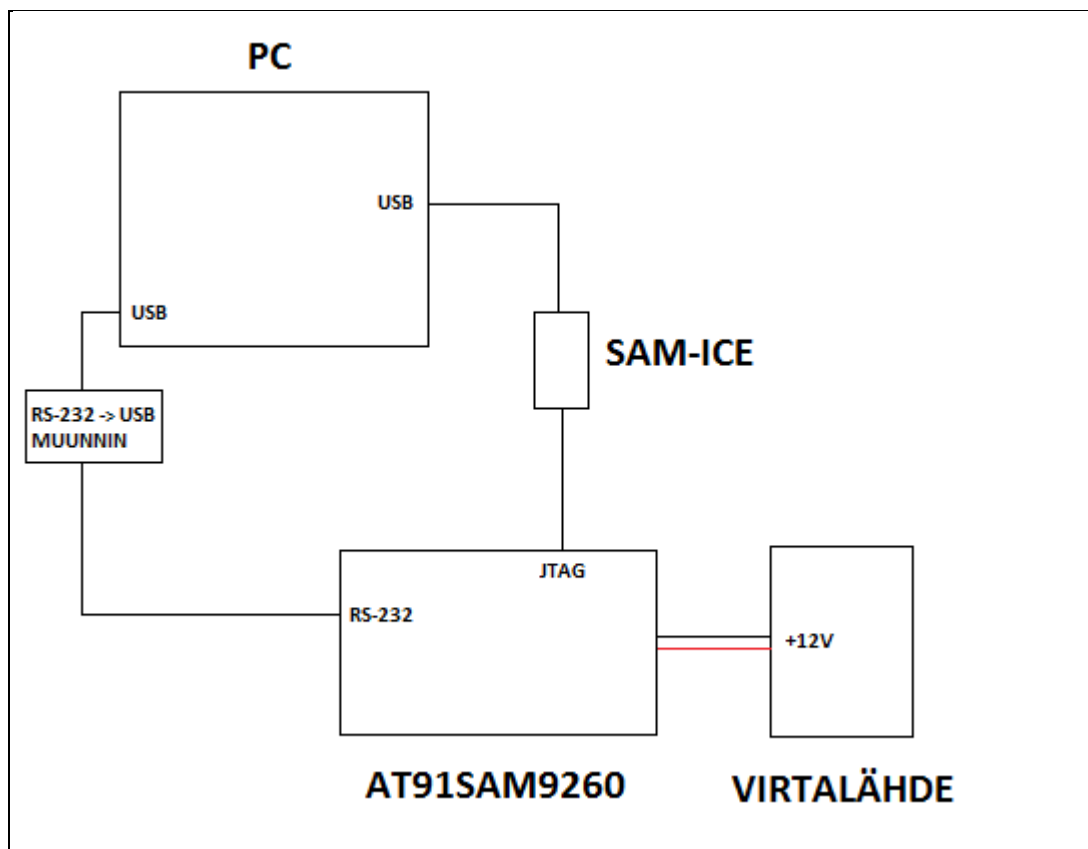 PC
USB
USB
SAM-ICE
RS-232 -> USB
MUUNNIN
JTAG
RS-232
+12V
AT91SAM9260
VIRTALÄHDE